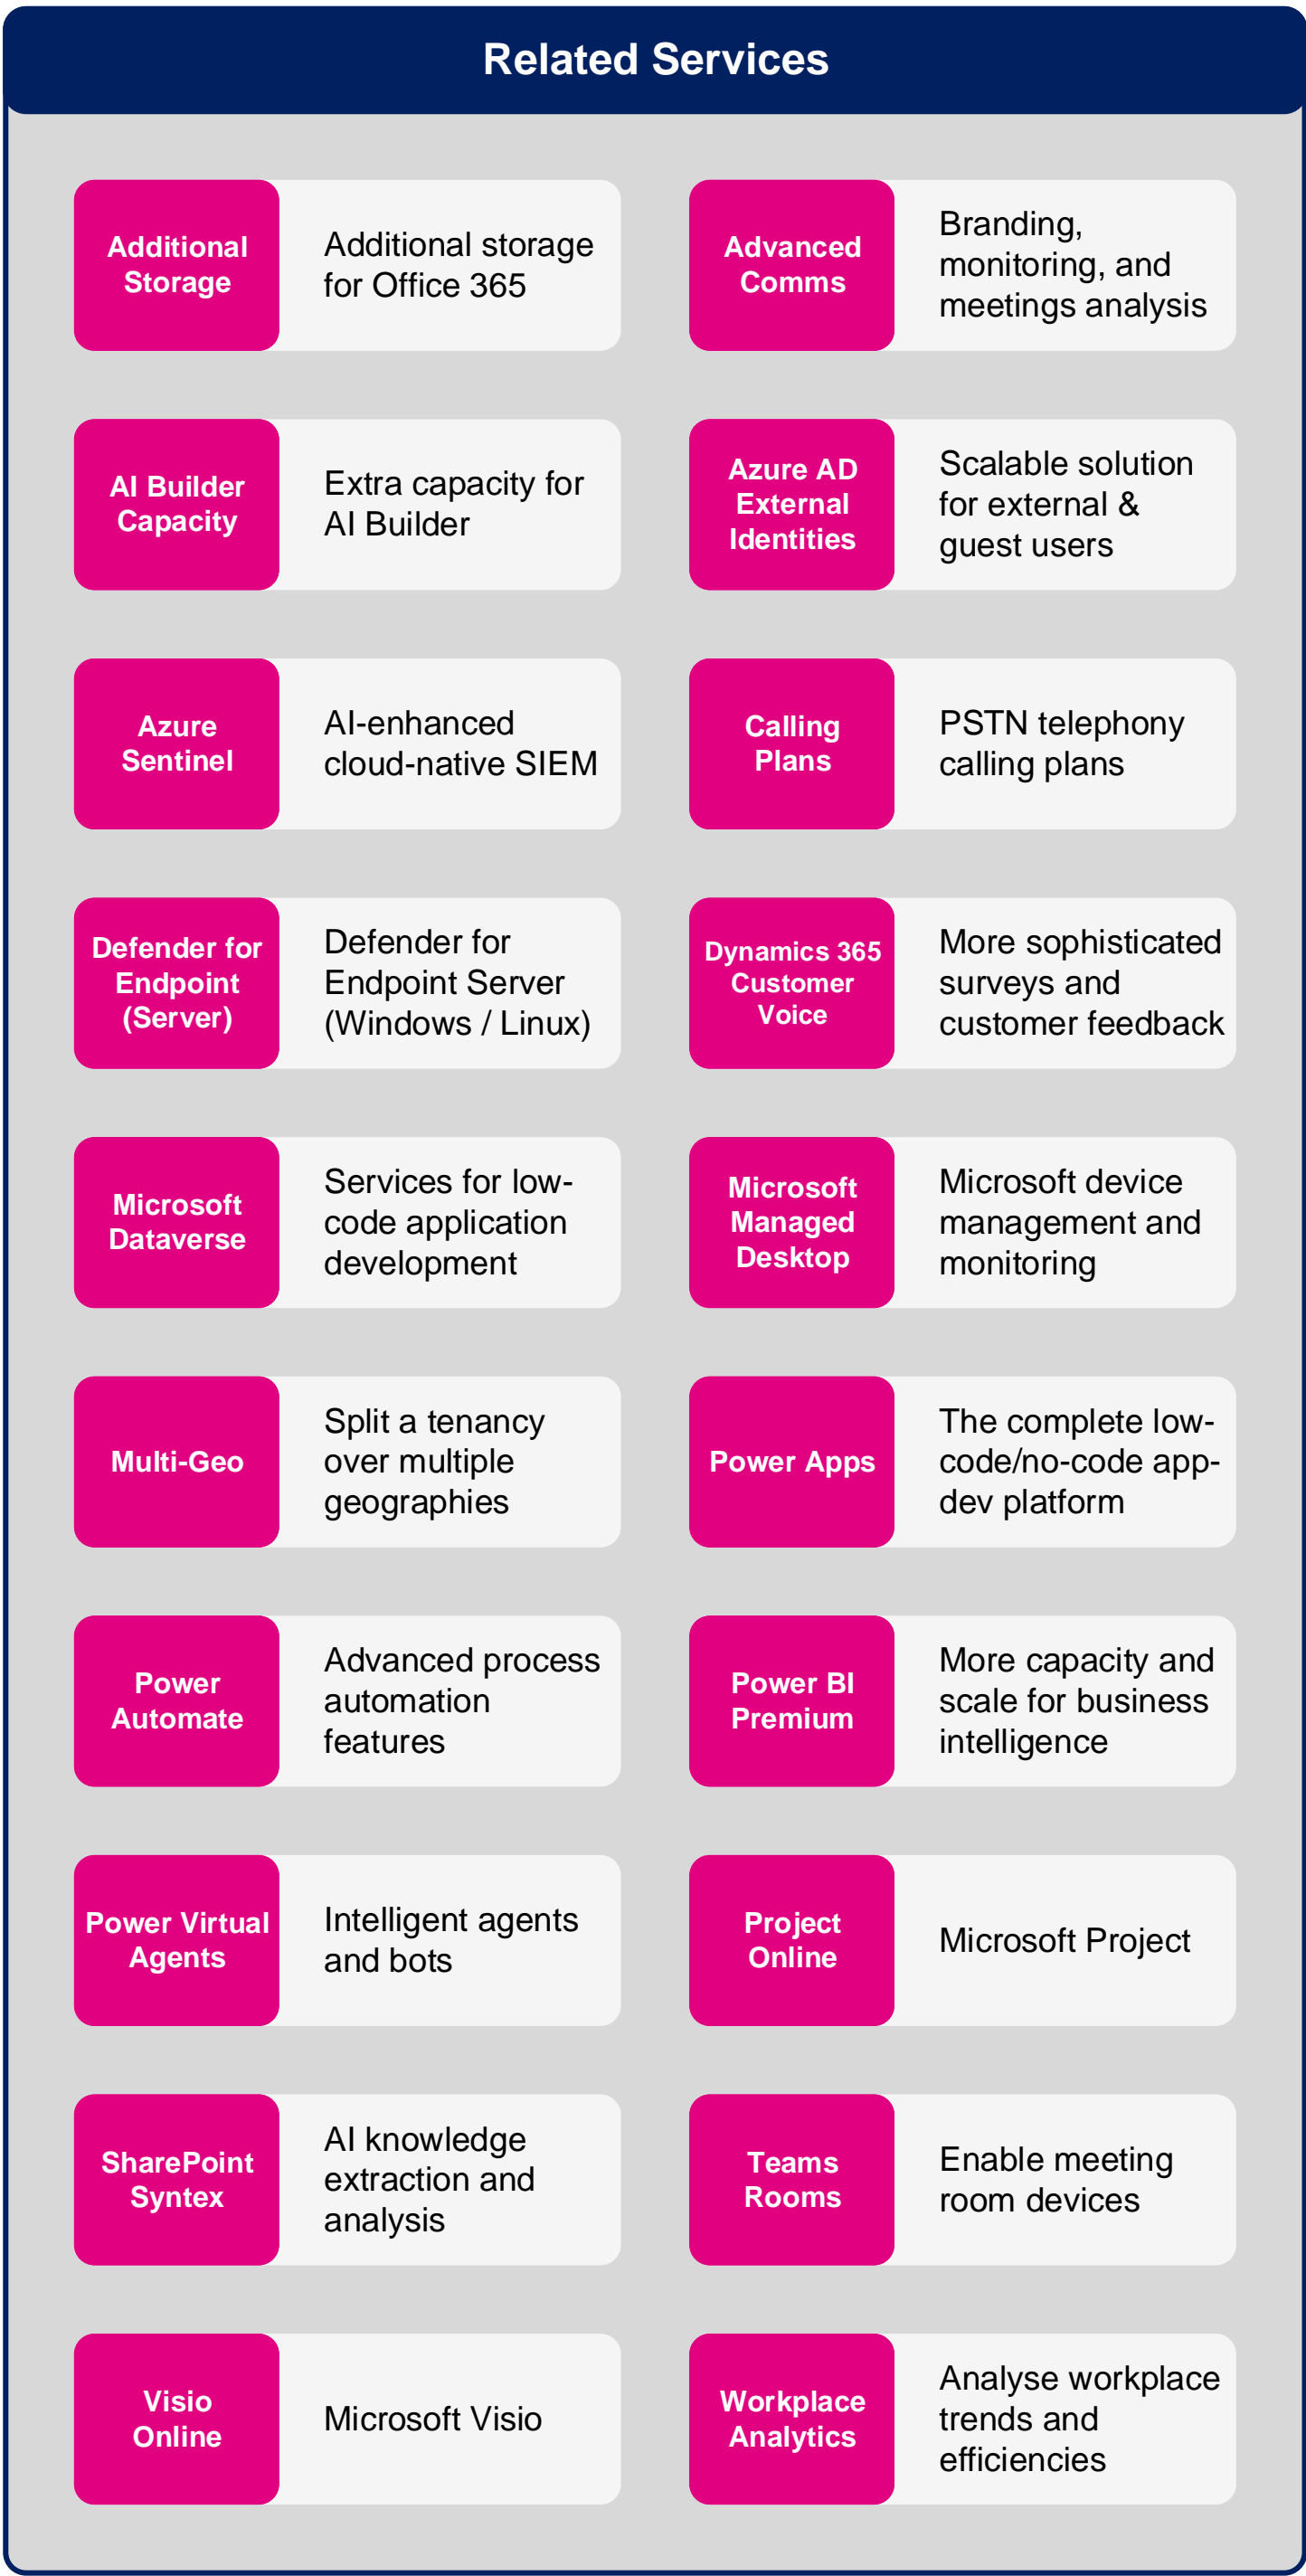 Related Services
Additional
Storage
Additional storage
for Office 365
Advanced
Comms
Branding,
monitoring, and
meetings analysis
AI Builder
Capacity
Extra capacity for
AI Builder
Azure AD
External
Identities
Scalable solution
for external &
guest users
Azure
Sentinel
AI-enhanced
cloud-native SIEM
Calling
Plans
PSTN telephony
calling plans
Defender for
Endpoint
(Server)
Defender for
Endpoint Server
(Windows / Linux)
Dynamics 365
Customer
Voice
More sophisticated
surveys and
customer feedback
Microsoft
Dataverse
Services for low-
code application
development
Microsoft
Managed
Desktop
Microsoft device
management and
monitoring
Multi-Geo
Split a tenancy
over multiple
geographies
Power Apps
The complete low-
code/no-code app-
dev platform
Power
Automate
Advanced process
automation
features
Power BI
Premium
More capacity and
scale for business
intelligence
Power Virtual
Agents
Intelligent agents
and bots
Project
Online
Microsoft Project
SharePoint
Syntex
AI knowledge
extraction and
analysis
Teams
Rooms
Enable meeting
room devices
Visio
Online
Microsoft Visio
Workplace
Analytics
Analyse workplace
trends and
efficiencies